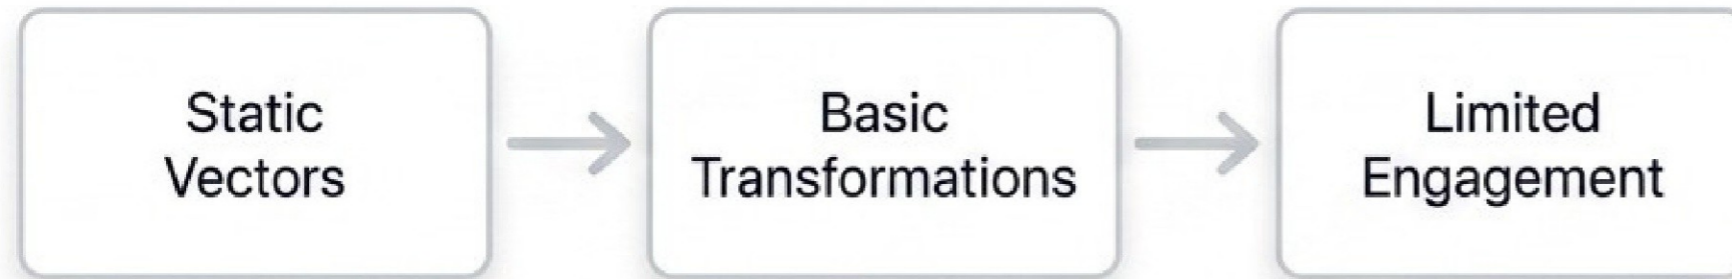 Static
Vectors
Basic
Transformations
Limited
Engagement